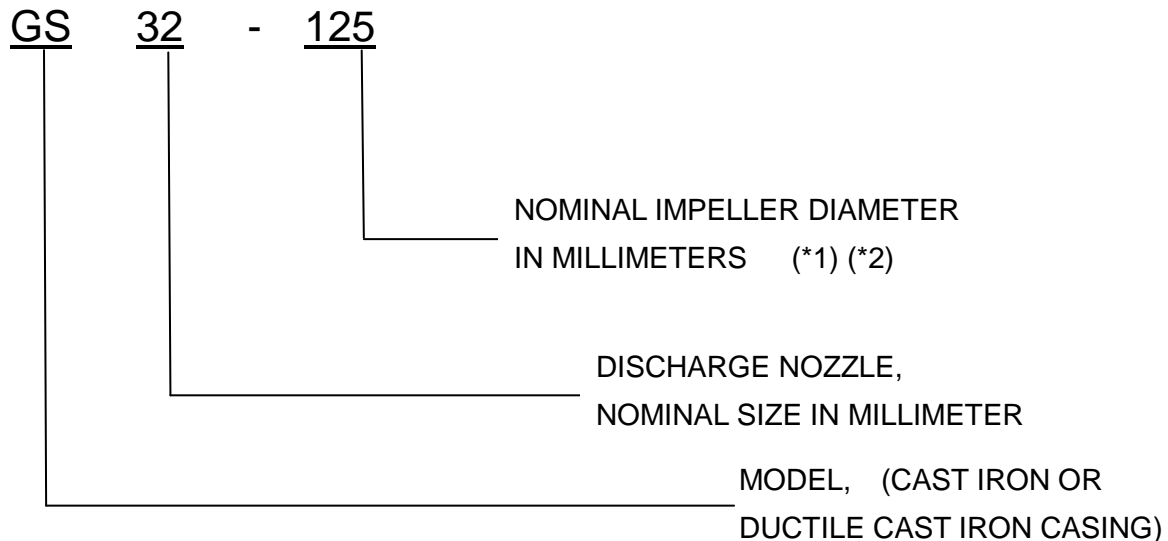 GS 32 - 125
NOMINAL IMPELLER DIAMETER
IN MILLIMETERS (*1) (*2)
DISCHARGE NOZZLE,
NOMINAL SIZE IN MILLIMETER
MODEL, (CAST IRON OR
DUCTILE CAST IRON CASING)